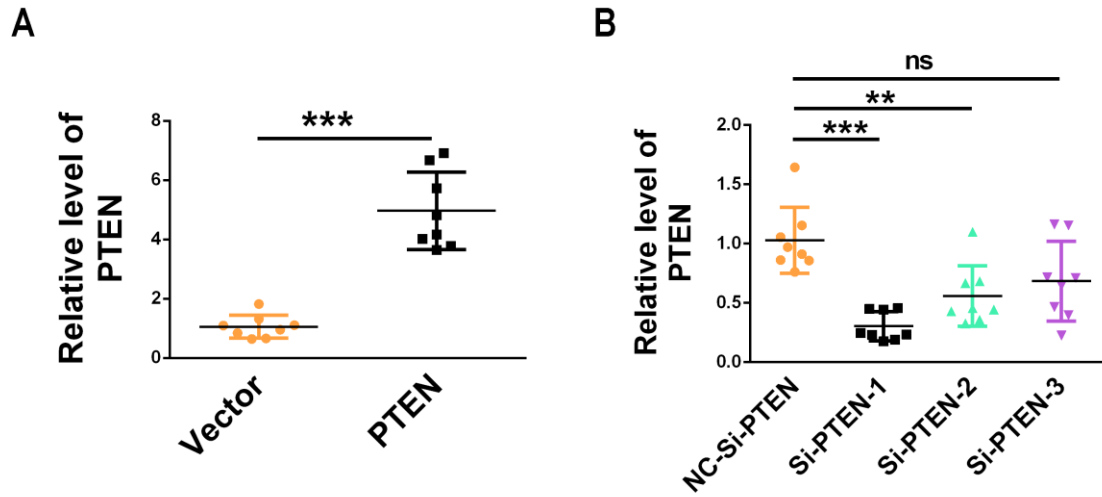 A
Relative level of
PTEN
8
6
4
2
0
***
Vector
PTEN
B
Relative level of
PTEN
2.0
1.5
1.0
0.5
0.0
ns
**
***
NC-Si-PTEN
Si-PTEN-1
Si-PTEN-2
Si-PTEN-3